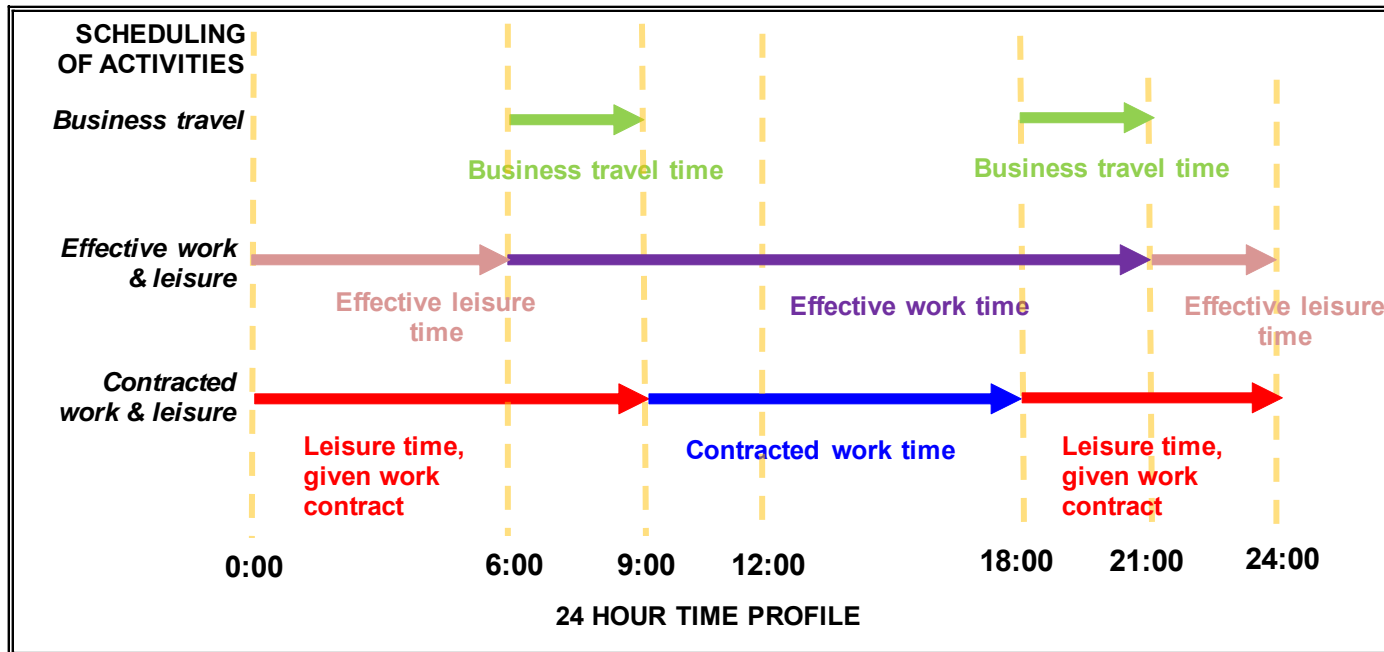 SCHEDULING
OF ACTIVITIES
Business travel
Business travel time
Business travel time
Effective work
& leisure
Effective leisure
time
Effective work time
Effective leisure
time
Contracted
work & leisure
Leisure time,
given work
contract
Contracted work time
Leisure time,
given work
contract
0:00
6:00
9:00
12:00
18:00
21:00
24:00
24 HOUR TIME PROFILE